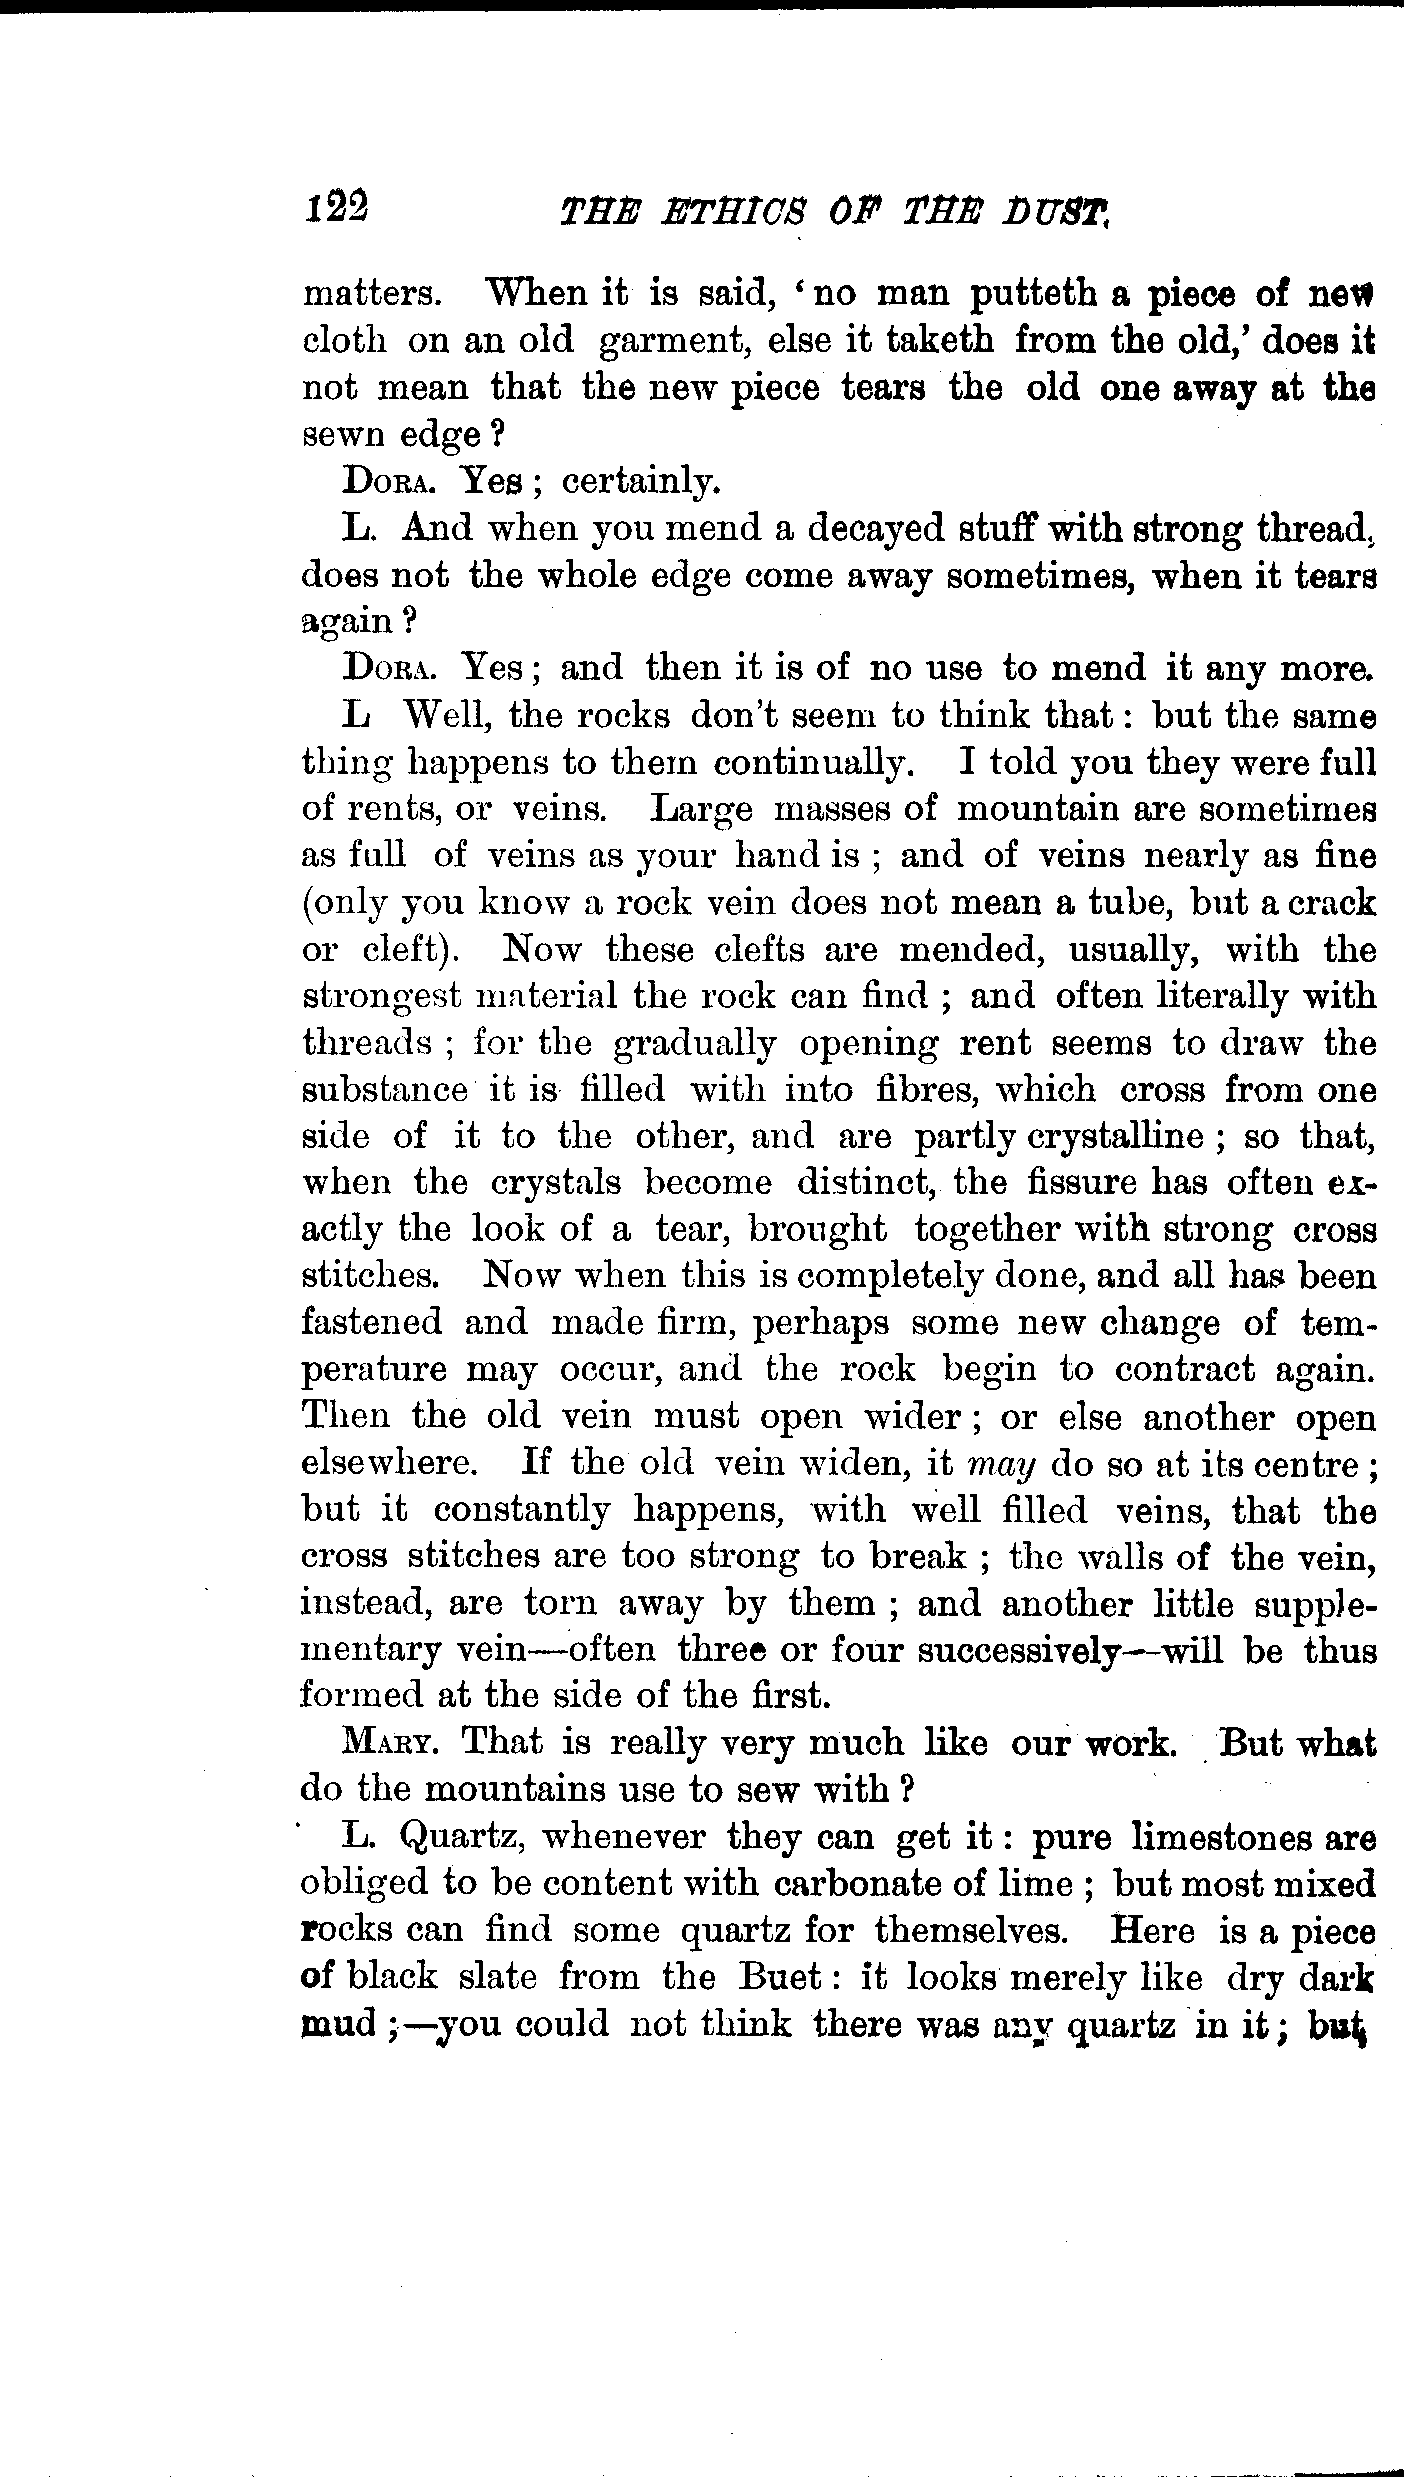 122 THE ETHICS OF THE DUST.
matters. When it is said, ‘no man putteth a piece of new
cloth on an old garment, else it taketh from the old,’ does it
not mean that the new piece tears the old one away at the
sewn edge?
DORA. Yes; certainly.
L. And when you mend a decayed stuff with strong thread,
does not the whole edge come away sometimes, when it tears
again?
DORA. Yes; and then it is of no use to mend it any more.
L Well, the rocks don't seem to think that: but the same
thing happens to them continually. I told you they were full
of rents, or veins. Large masses of mountain are sometimes
as full of veins as your hand is; and of veins nearly as fine
(only you know a rock vein does not mean a tube, but a crack
or cleft). Now these clefts are mended, usually, with the
strongest material the rock can find; and often literally with
threads; for the gradually opening rent seems to draw the
substance it is filled with into fibres, which cross from one
side of it to the other, and are partly crystalline; so that,
when the crystals become distinct, the fissure has often ex-
actly the look of a tear, brought together with strong cross
stitches. Now when this is completely done, and all has been
fastened and made firm, perhaps some new change of tem-
perature may occur, and the rock begin to contract again.
Then the old vein must open wider; or else another open
elsewhere. If the old vein widen, it may do so at its centre;
but it constantly happens, with well filled veins, that the
cross stitches are too strong to break; the walls of the vein,
instead, are torn away by them; and another little supple-
mentary vein—often three or four successively—will be thus
formed at the side of the first.
MARY. That is really very much like our work. But what
do the mountains use to sew with?
L. Quartz, whenever they can get it: pure limestones are
obliged to be content with carbonate of lime; but most mixed
rocks can find some quartz for themselves. Here is a piece
of black slate from the Buet: it looks merely like dry dark
mud;—you could not think there was any quartz in it; but